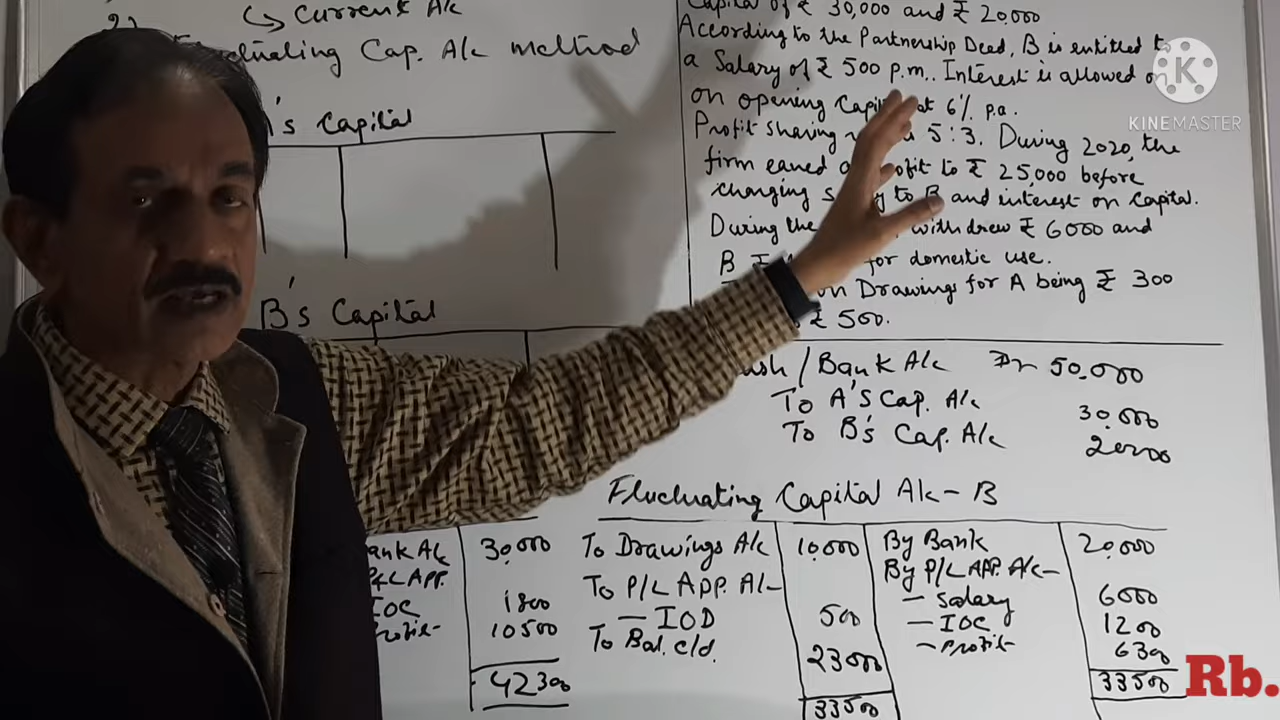 2)
↳ Current A/c
Fluctuating Cap. A/c method
A's Capital
B's Capital
Capital of ₹ 30,000 and ₹ 20,000
According to the Partnership Deed, B is entitled to
a Salary of ₹ 500 p.m.. Interest is allowed on
on opening Capital at 6% p.a.
Profit sharing 5:3. During 2020, the
firm earned a Profit to ₹ 25,000 before
charging to B and interest on Capital.
During the withdrew ₹ 6000 and
B ₹ for domestic use.
on Drawings for A being ₹ 300
₹ 500.
KINEMASTER
/ Bank A/c Dr 50,000
To A's Cap. A/c 30,000
To B's Cap. A/c 20000
Fluctuating Capital A/c - B
Bank A/c 30,000
P&L APP.
IOC 1800
Profit 10500
42300
To Drawings A/c 10,000
To P/L APP. A/c
- IOD 500
To Bal. c/d. 23000
33500
By Bank 20,000
By P/L APP. A/c -
- Salary 6000
- IOC 1200
- Profit 6300
33500
Rb.